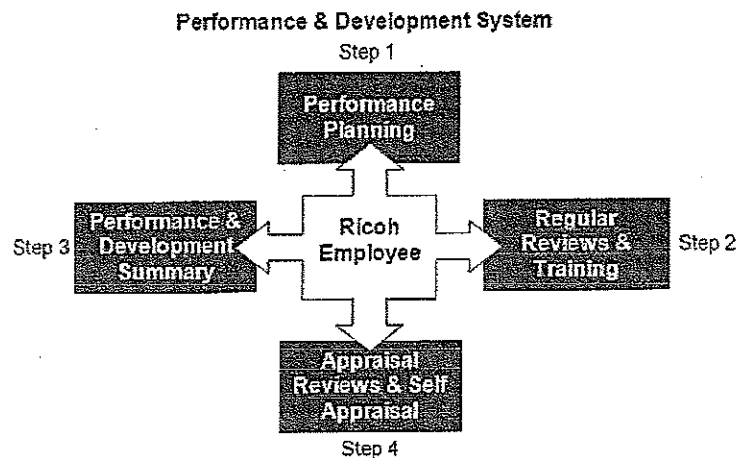 Performance & Development System
Step 1
Performance
Planning
Step 3
Performance &
Development
Summary
Ricoh
Employee
Regular
Reviews &
Training
Step 2
Appraisal
Reviews & Self
Appraisal
Step 4